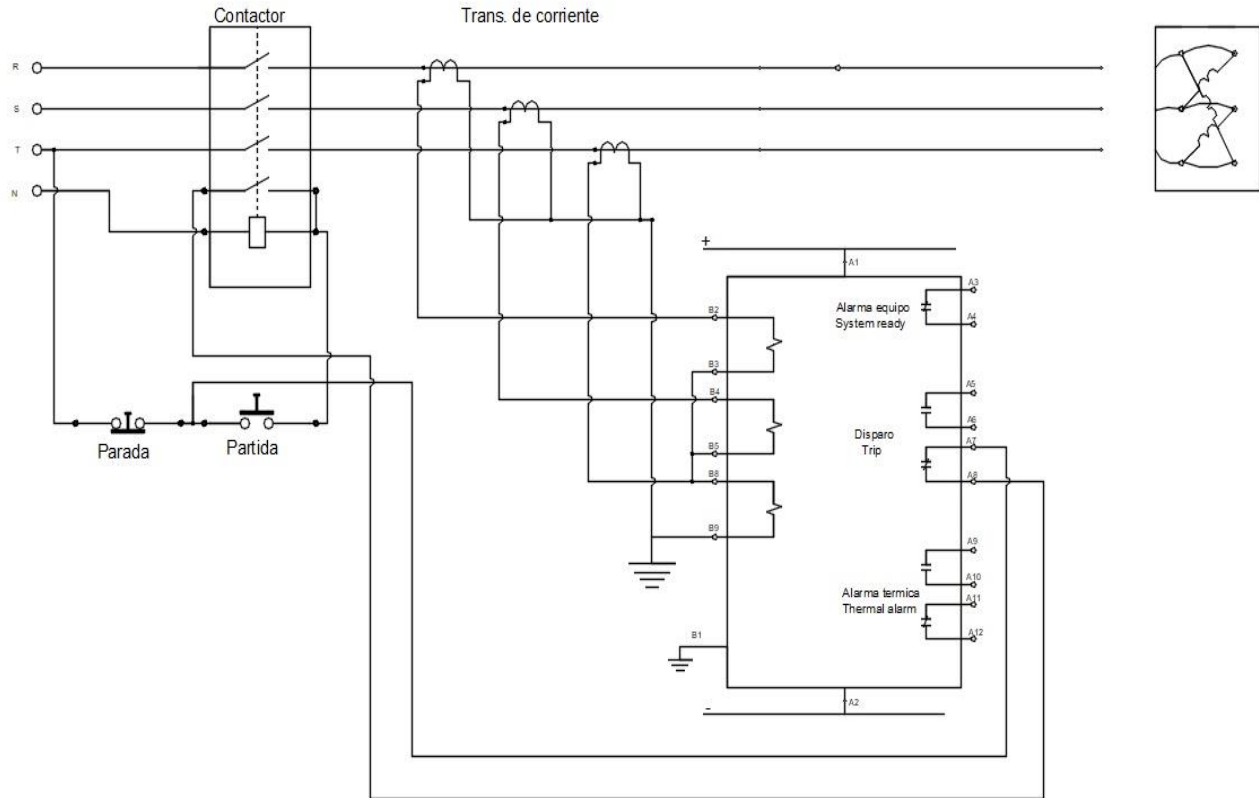 Contactor
Trans. de corriente
R
S
T
N
+
A1
A3
Alarma equipo
System ready
A4
B2
B3
B4
A5
A6
Disparo
Trip
A7
B5
A8
B8
Parada
Partida
B9
A9
A10
Alarma termica
Thermal alarm
A11
A12
B1
-
A2